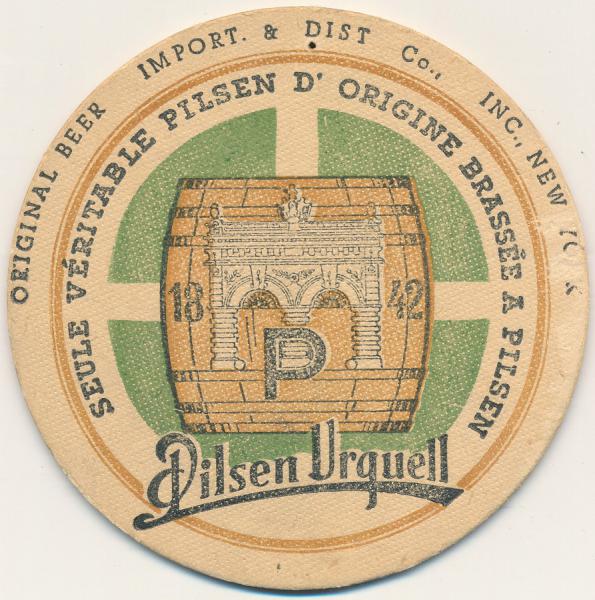 ORIGINAL BEER IMPORT. & DIST Co., INC., NEW
SEULE VÉRITABLE PILSEN D' ORIGINE BRASSÉE A PILSEN
18 42
P
Pilsen Urquell